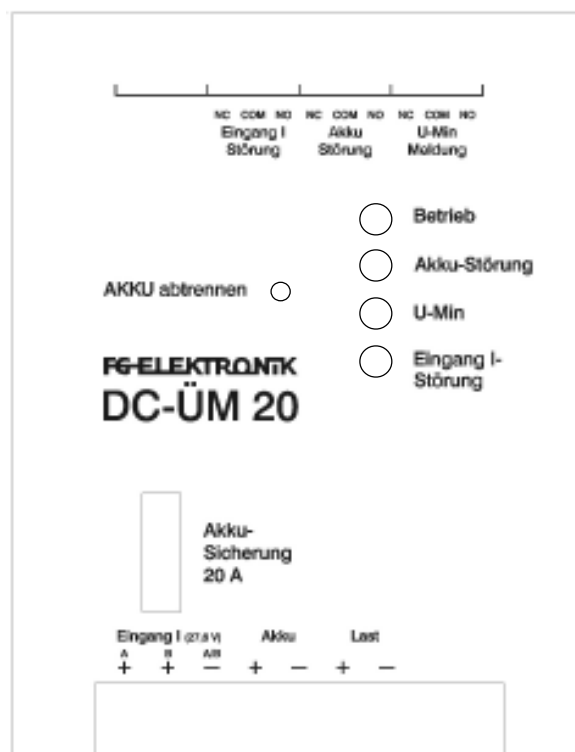 NC COM NO NC COM NO NC COM NO
Eingang I Akku U-Min
Störung Störung Meldung
Betrieb
Akku-Störung
AKKU abtrennen
U-Min
Eingang I-
Störung
FG-ELEKTRONIK
DC-ÜM 20
Akku-
Sicherung
20 A
Eingang I (27,6 V) Akku Last
A B A/B
+ + − + − + −